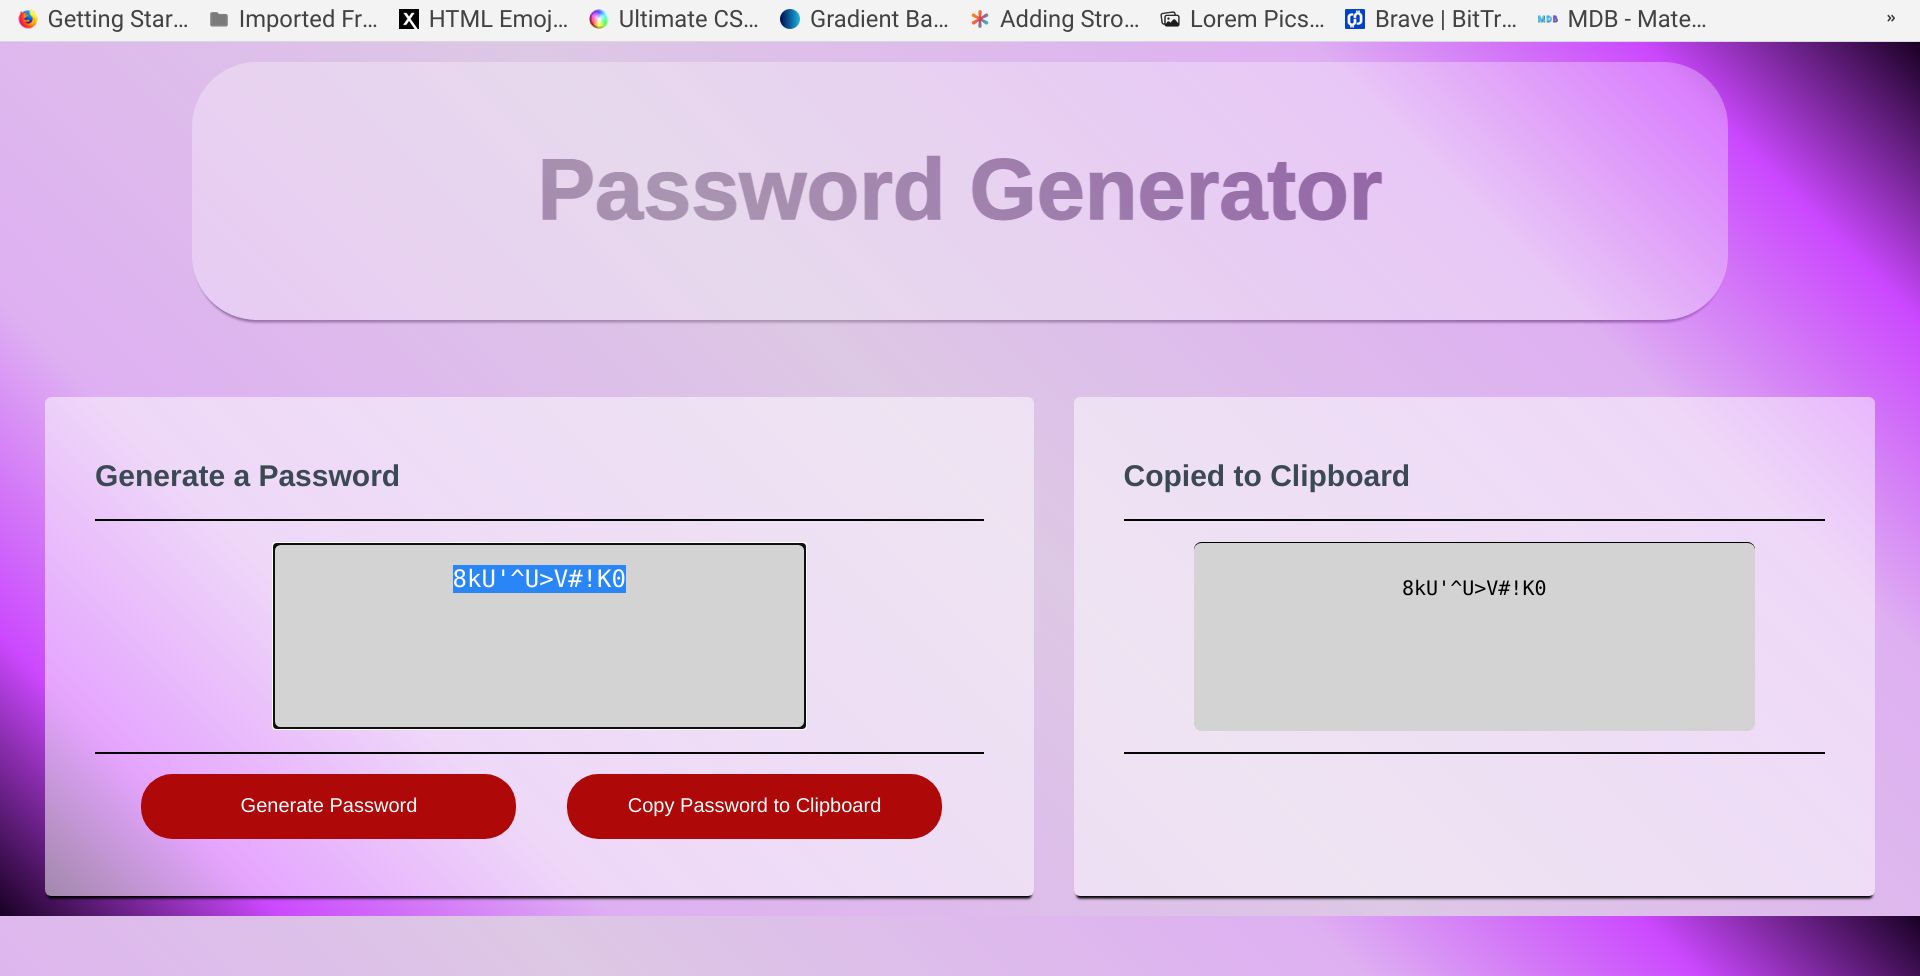 Getting Star... Imported Fr... HTML Emoj... Ultimate CS... Gradient Ba... Adding Stro... Lorem Pics... Brave | BitTr... MDB MDB - Mate... »
Password Generator
Generate a Password
8kU'^U>V#!K0
Generate Password
Copy Password to Clipboard
Copied to Clipboard
8kU'^U>V#!K0